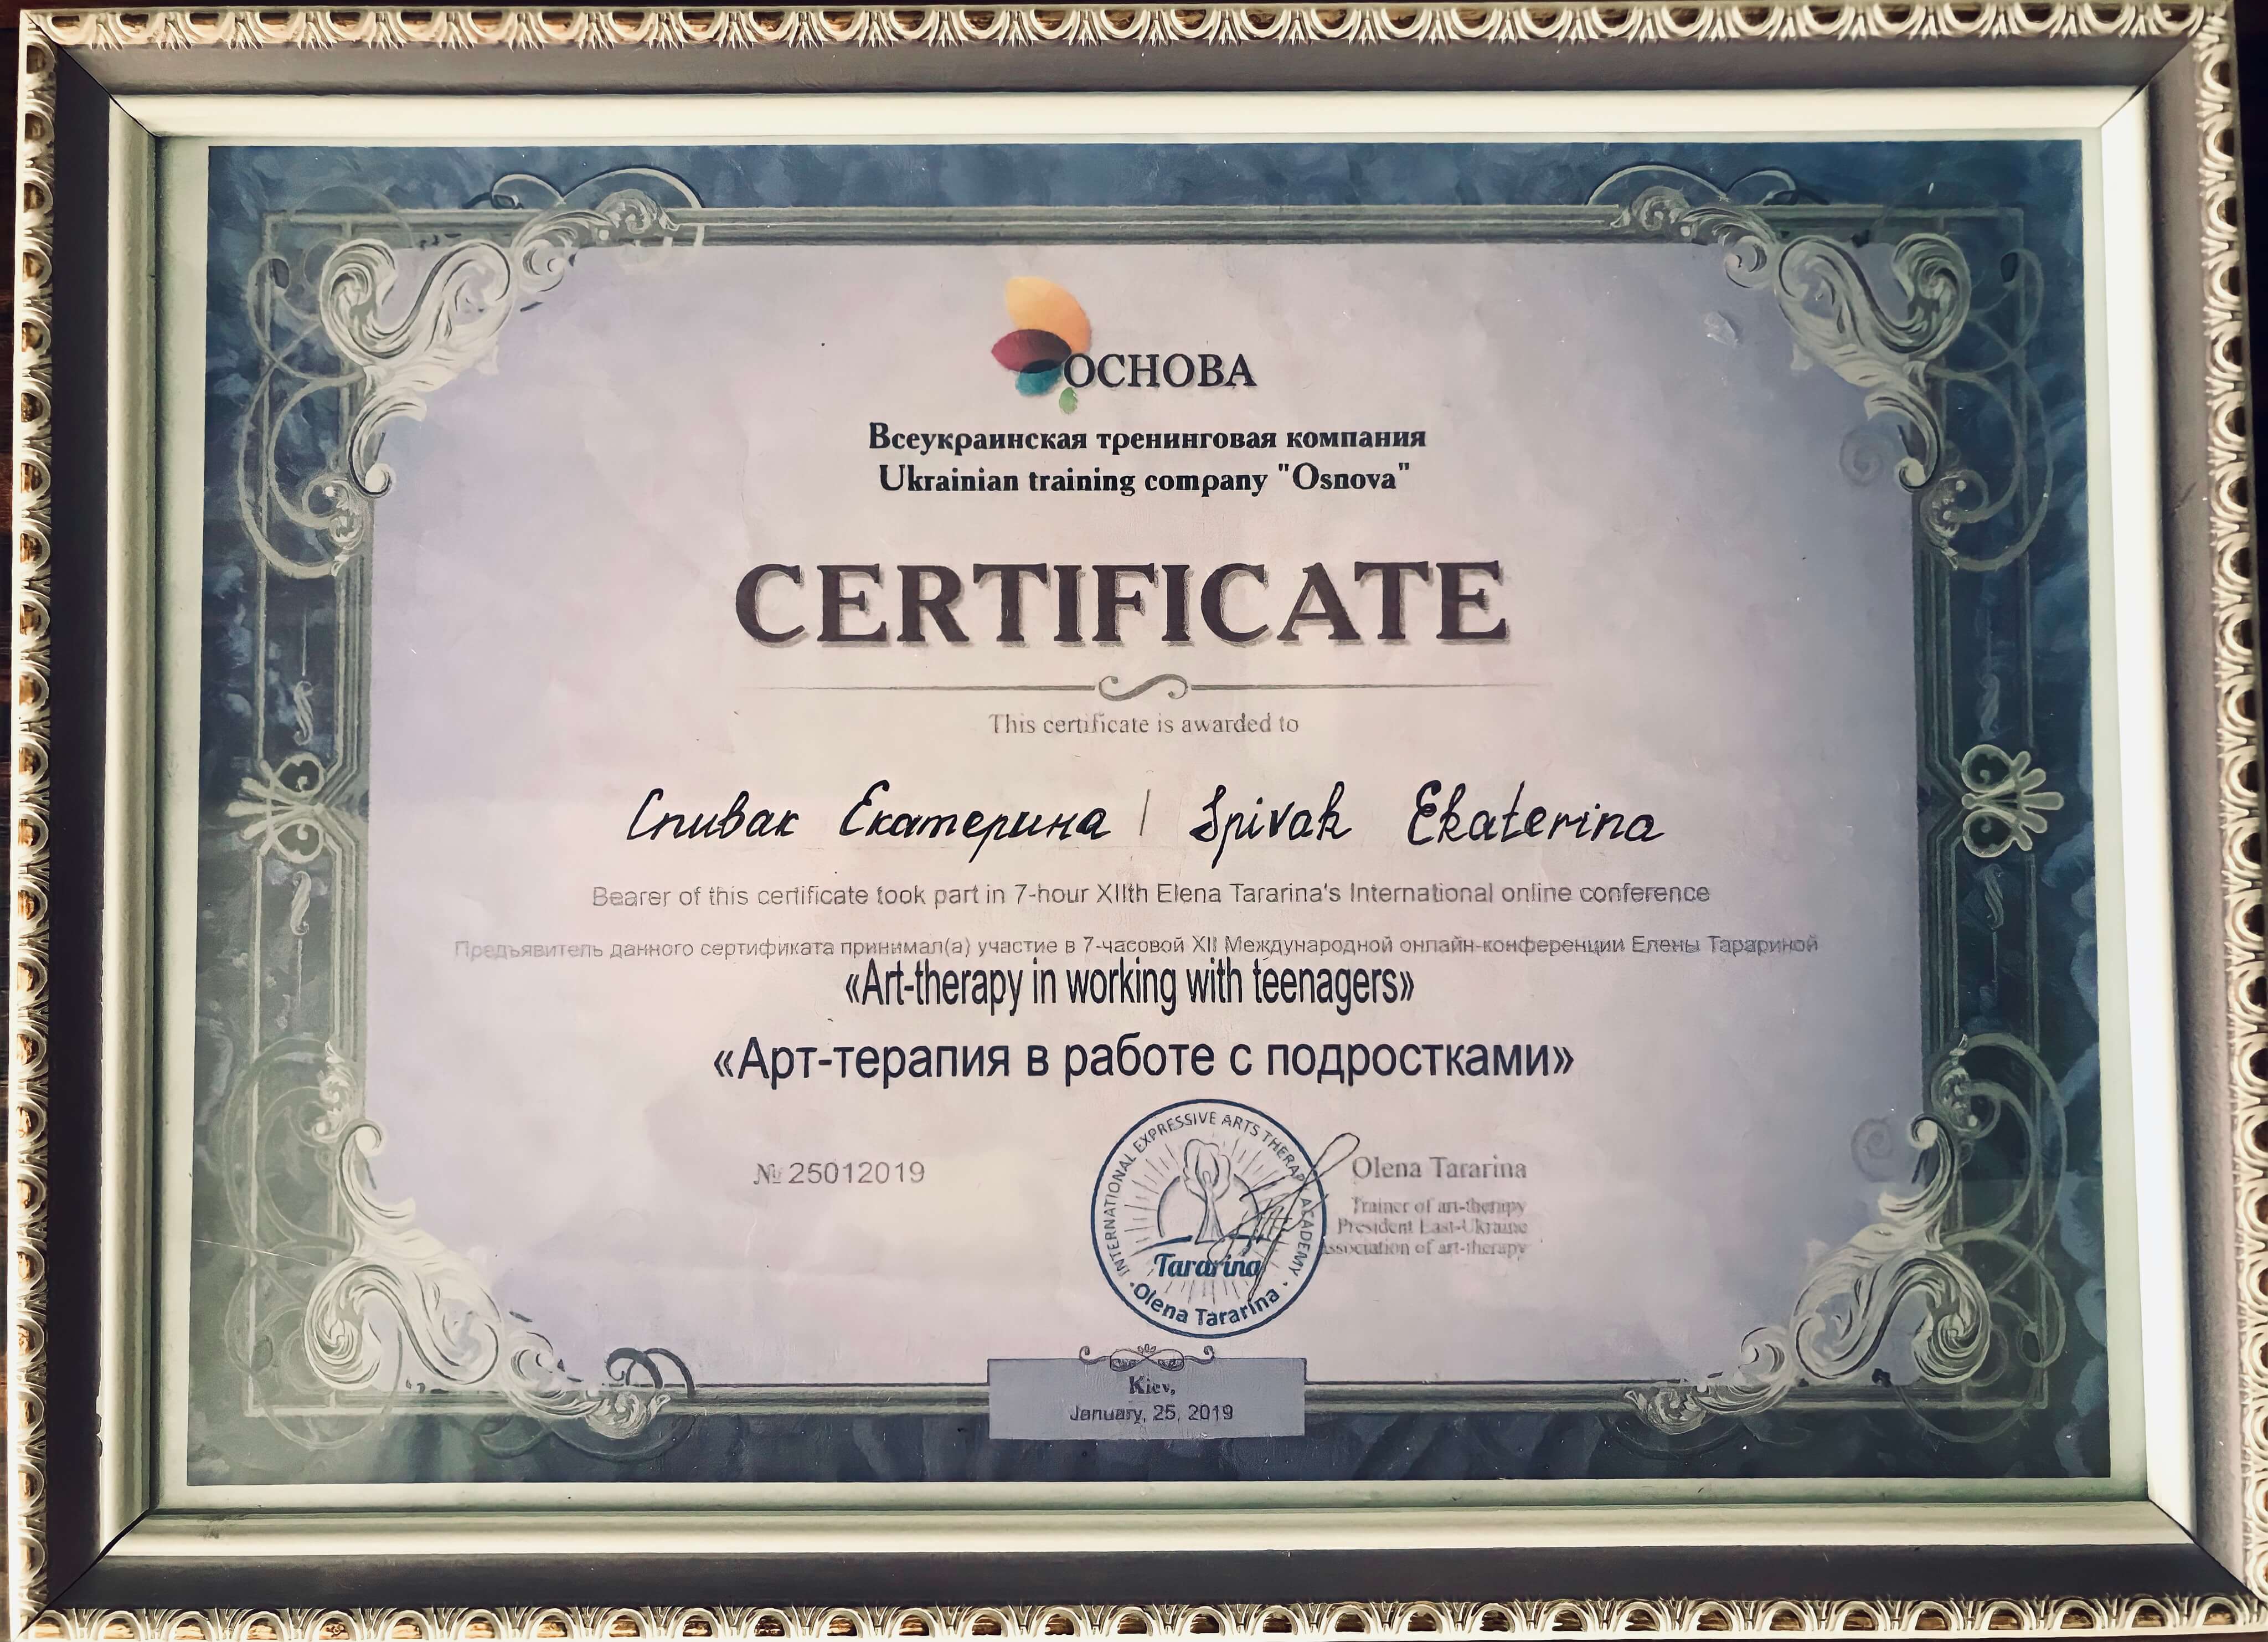 ОСНОВА
Всеукраинская тренинговая компания
Ukrainian training company "Osnova"
CERTIFICATE
This certificate is awarded to
Спивак Екатерина | Spivak Ekaterina
Bearer of this certificate took part in 7-hour XIIth Elena Tararina's International online conference
Предъявитель данного сертификата принимал(а) участие в 7-часовой XII Международной онлайн-конференции Елены Тарариной
«Art-therapy in working with teenagers»
«Арт-терапия в работе с подростками»
№ 25012019
INTERNATIONAL EXPRESSIVE ARTS THERAPY ACADEMY
Tararina
Olena Tararina
Olena Tararina
Trainer of art-therapy
President East-Ukraine
association of art-therapy
Kiev,
January, 25, 2019